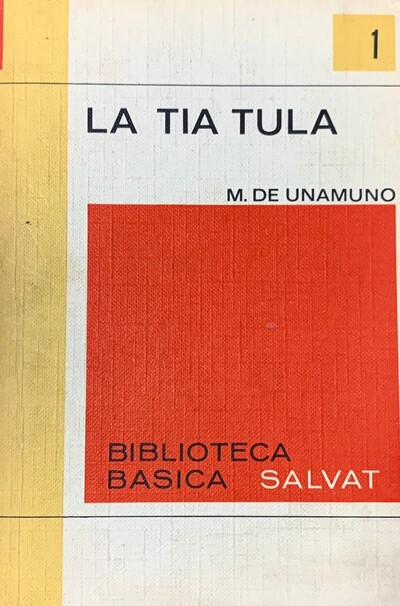 1
LA TIA TULA
M. DE UNAMUNO
BIBLIOTECA
BASICA SALVAT